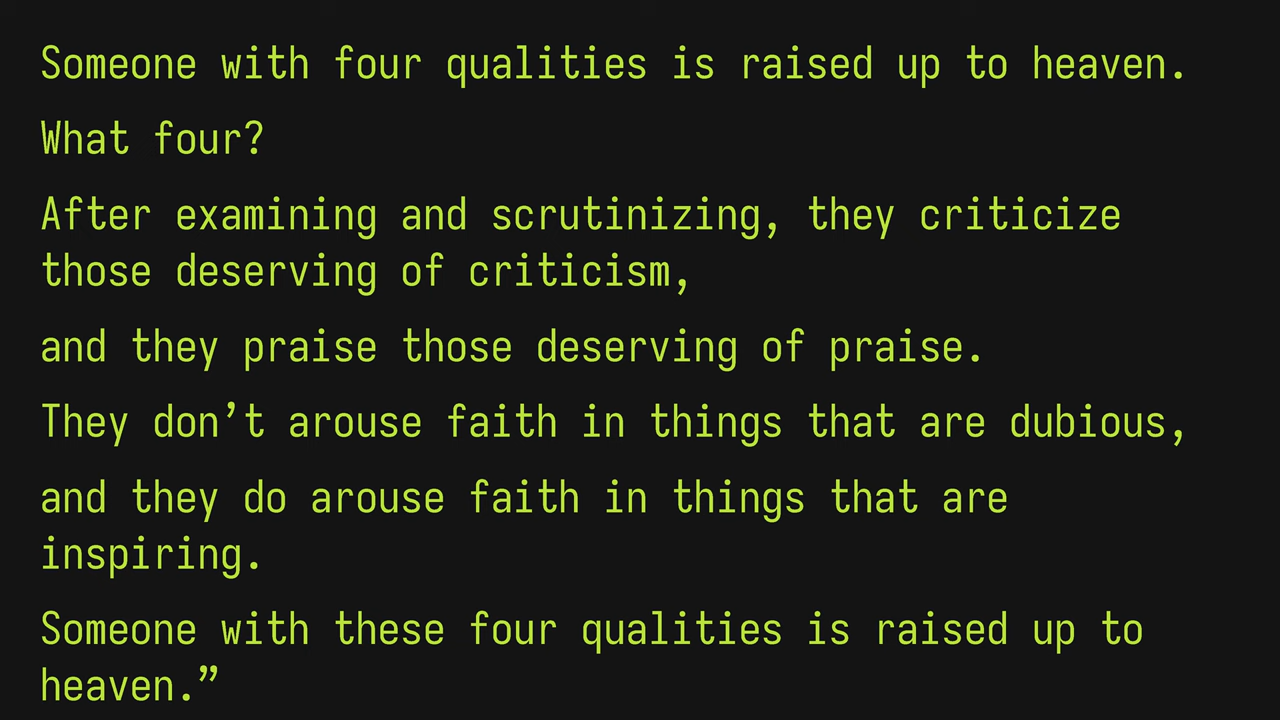 Someone with four qualities is raised up to heaven.
What four?
After examining and scrutinizing, they criticize
those deserving of criticism,
and they praise those deserving of praise.
They don’t arouse faith in things that are dubious,
and they do arouse faith in things that are
inspiring.
Someone with these four qualities is raised up to
heaven.”